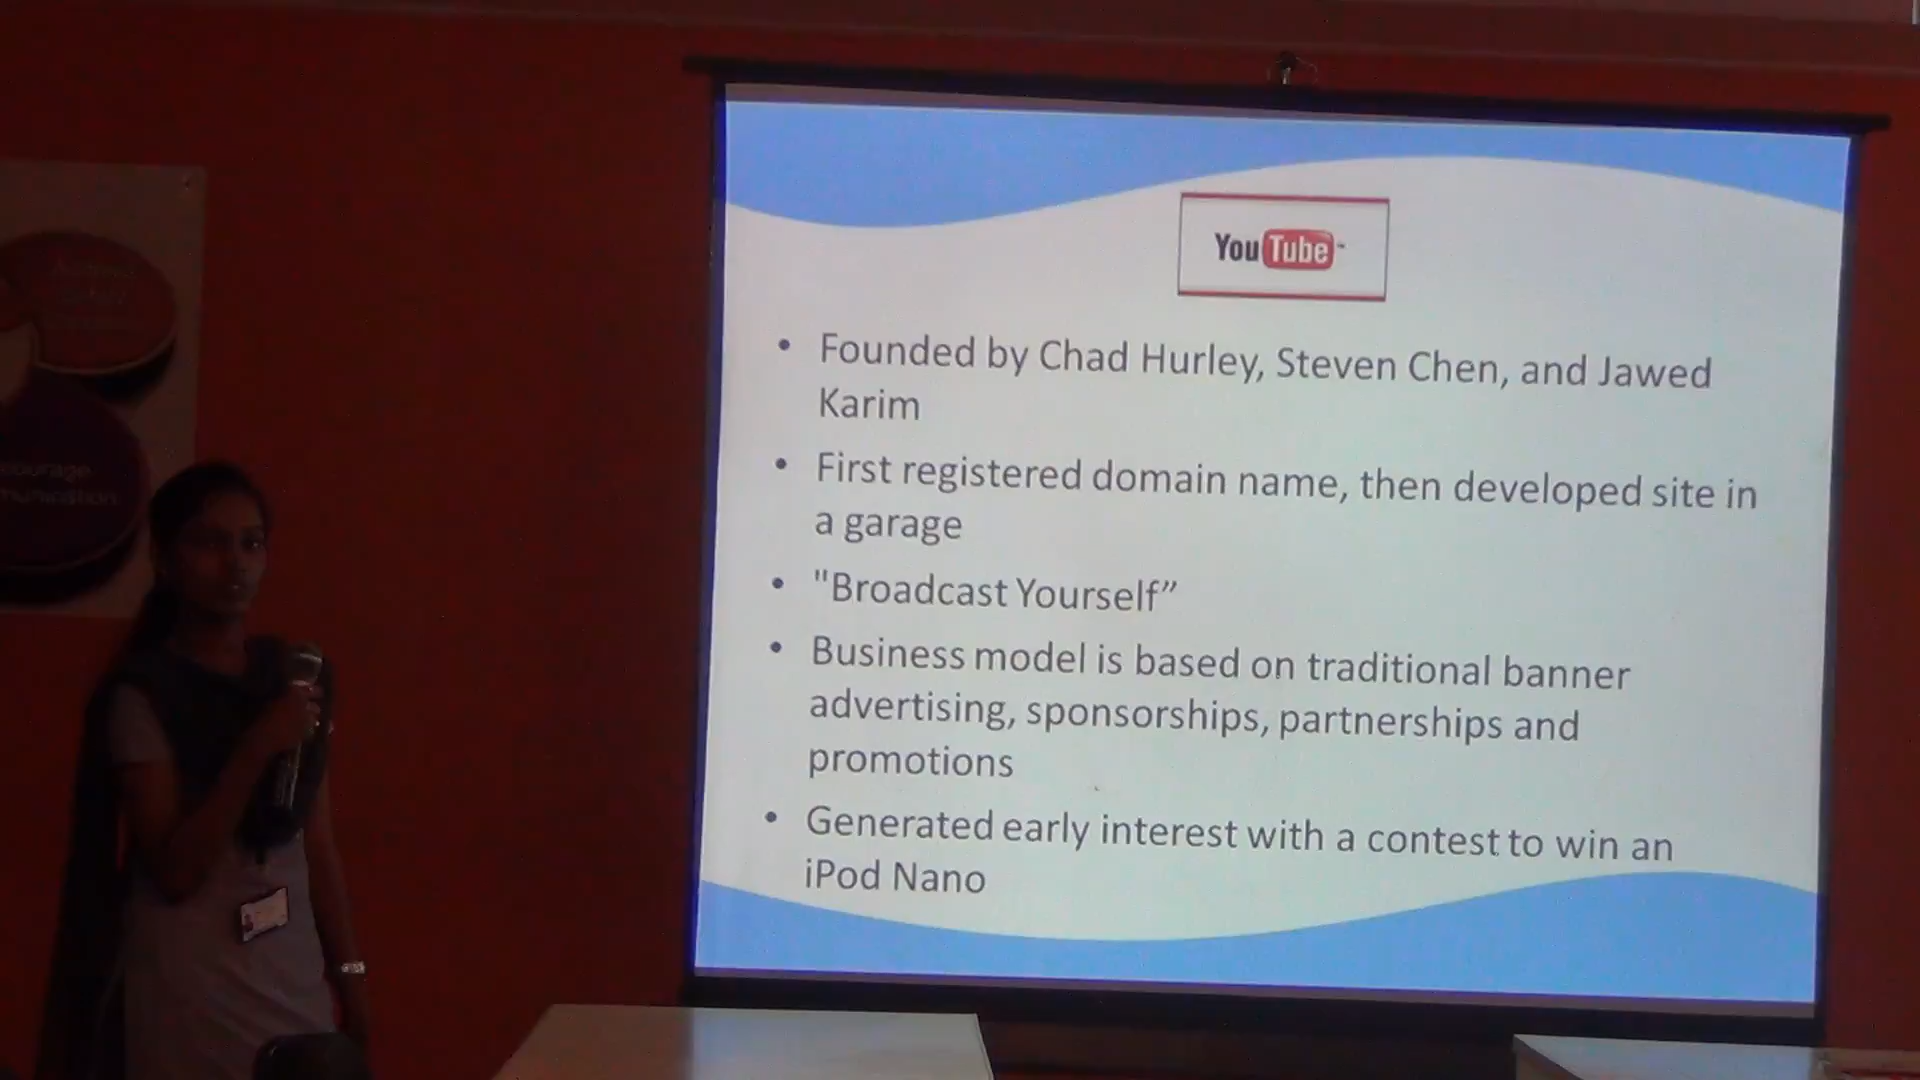 YouTube
• Founded by Chad Hurley, Steven Chen, and Jawed
Karim
• First registered domain name, then developed site in
a garage
• "Broadcast Yourself”
• Business model is based on traditional banner
advertising, sponsorships, partnerships and
promotions
• Generated early interest with a contest to win an
iPod Nano